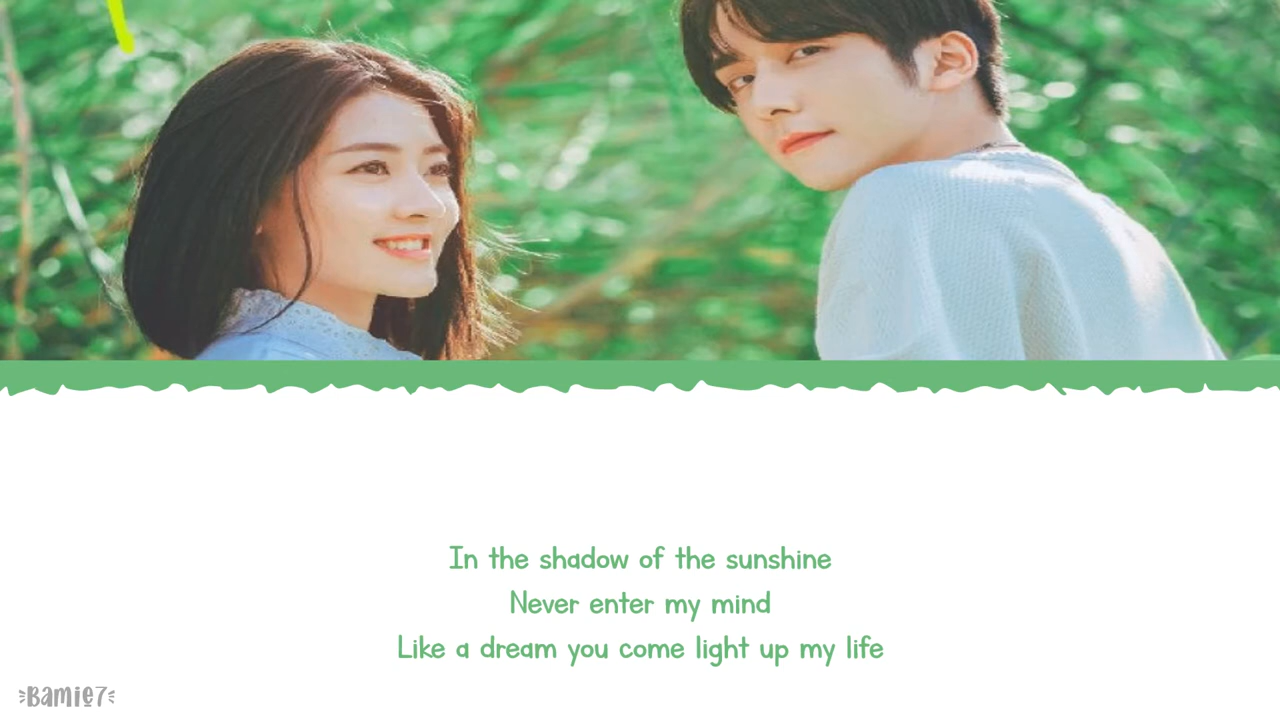 In the shadow of the sunshine
Never enter my mind
Like a dream you come light up my life
Bamie7